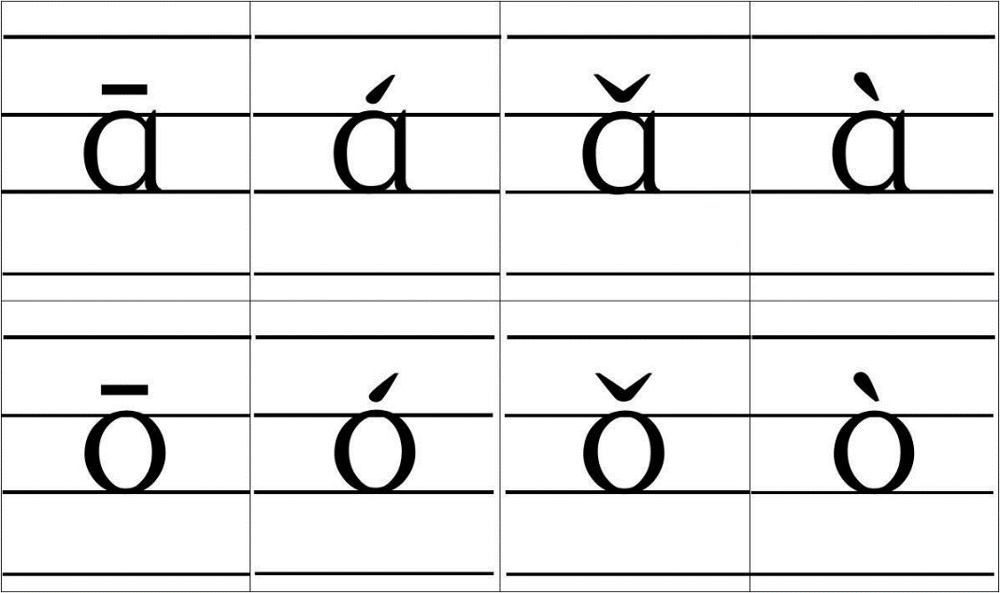 ā á ǎ à
ō ó ǒ ò